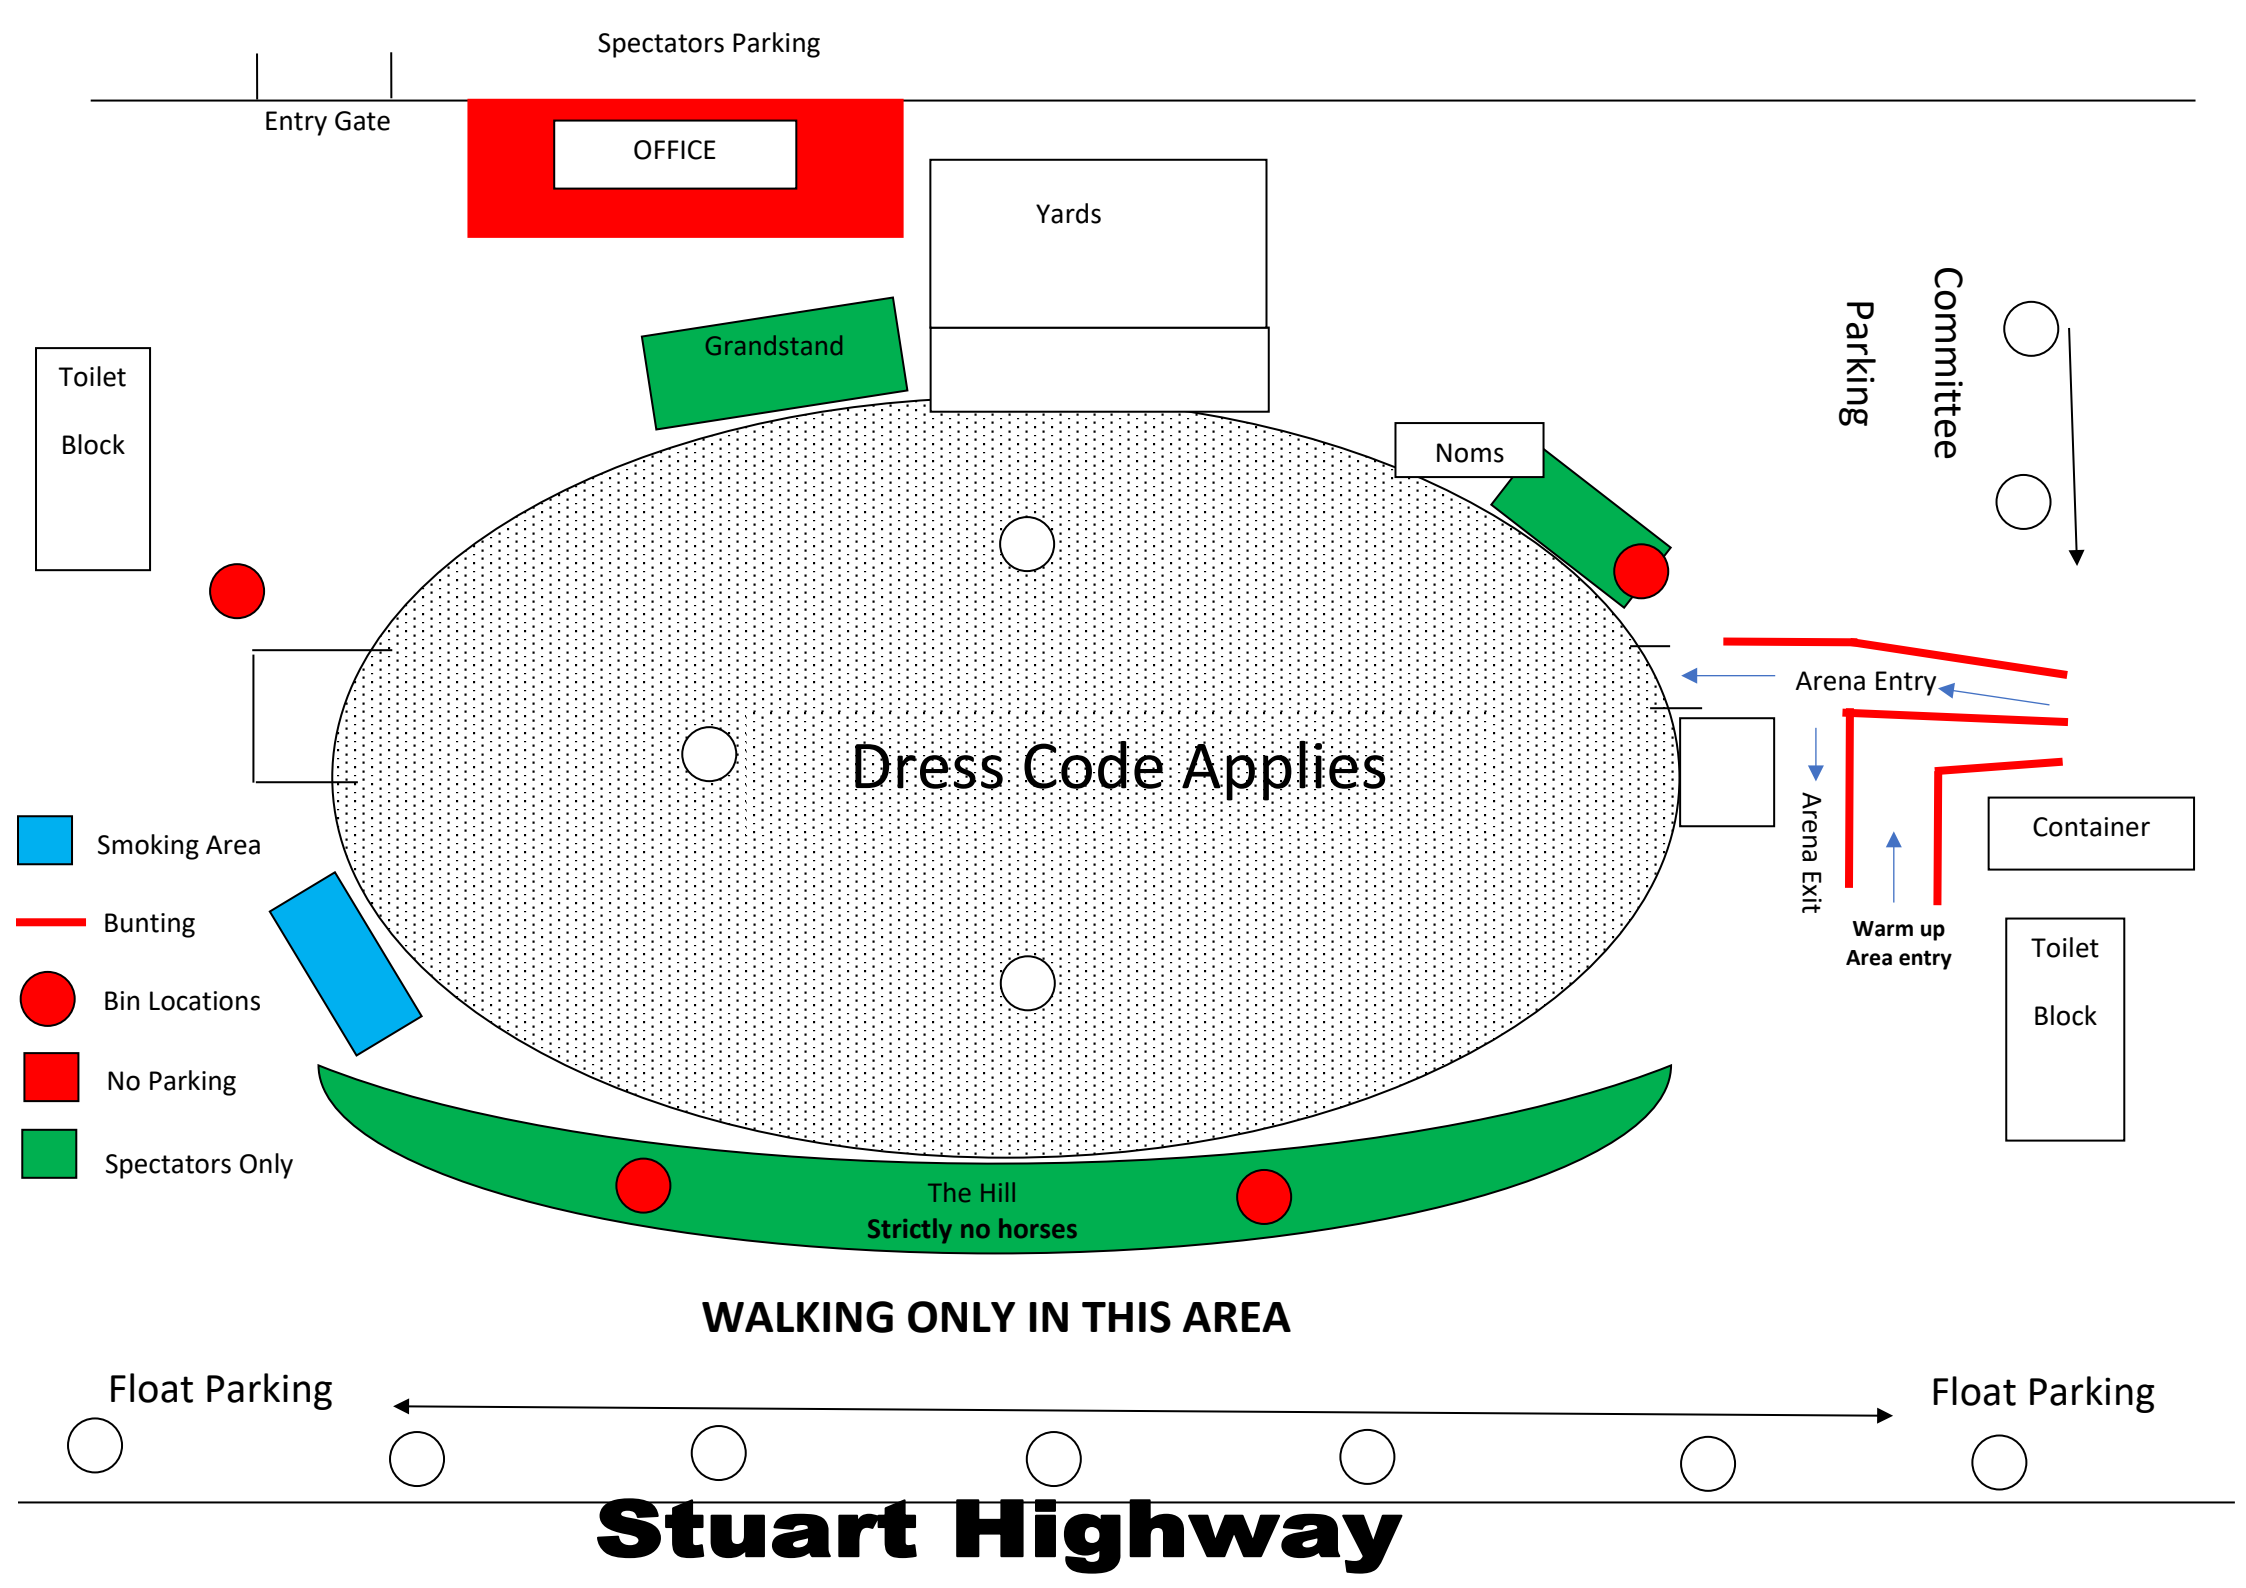 Spectators Parking
Entry Gate
OFFICE
Yards
Grandstand
Committee
Parking
Toilet
Block
Noms
Arena Entry
Dress Code Applies
Arena Exit
Container
Warm up
Area entry
Toilet
Block
Smoking Area
Bunting
Bin Locations
No Parking
Spectators Only
The Hill
Strictly no horses
WALKING ONLY IN THIS AREA
Float Parking
Float Parking
Stuart Highway